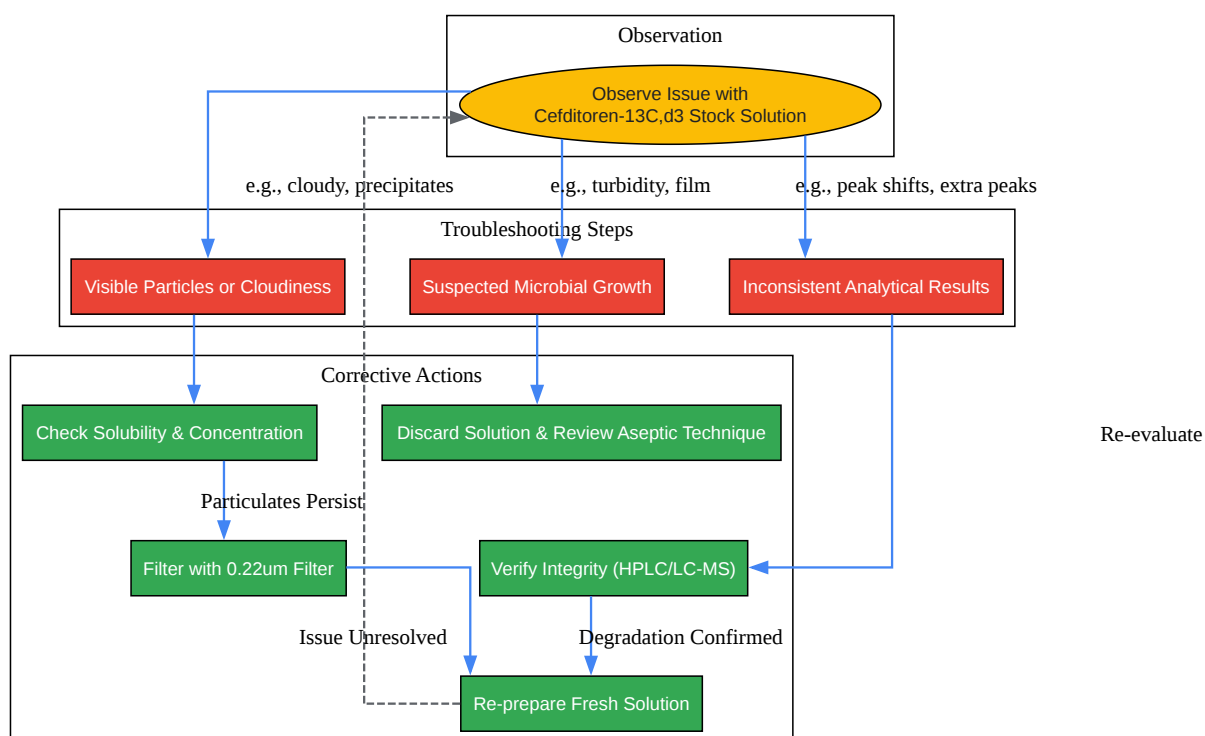 Observation
Observe Issue with
Cefditoren-13C,d3 Stock Solution
e.g., cloudy, precipitates
e.g., turbidity, film
e.g., peak shifts, extra peaks
Troubleshooting Steps
Visible Particles or Cloudiness
Suspected Microbial Growth
Inconsistent Analytical Results
Corrective Actions
Check Solubility & Concentration
Discard Solution & Review Aseptic Technique
Re-evaluate
Particulates Persist
Filter with 0.22um Filter
Verify Integrity (HPLC/LC-MS)
Issue Unresolved
Degradation Confirmed
Re-prepare Fresh Solution